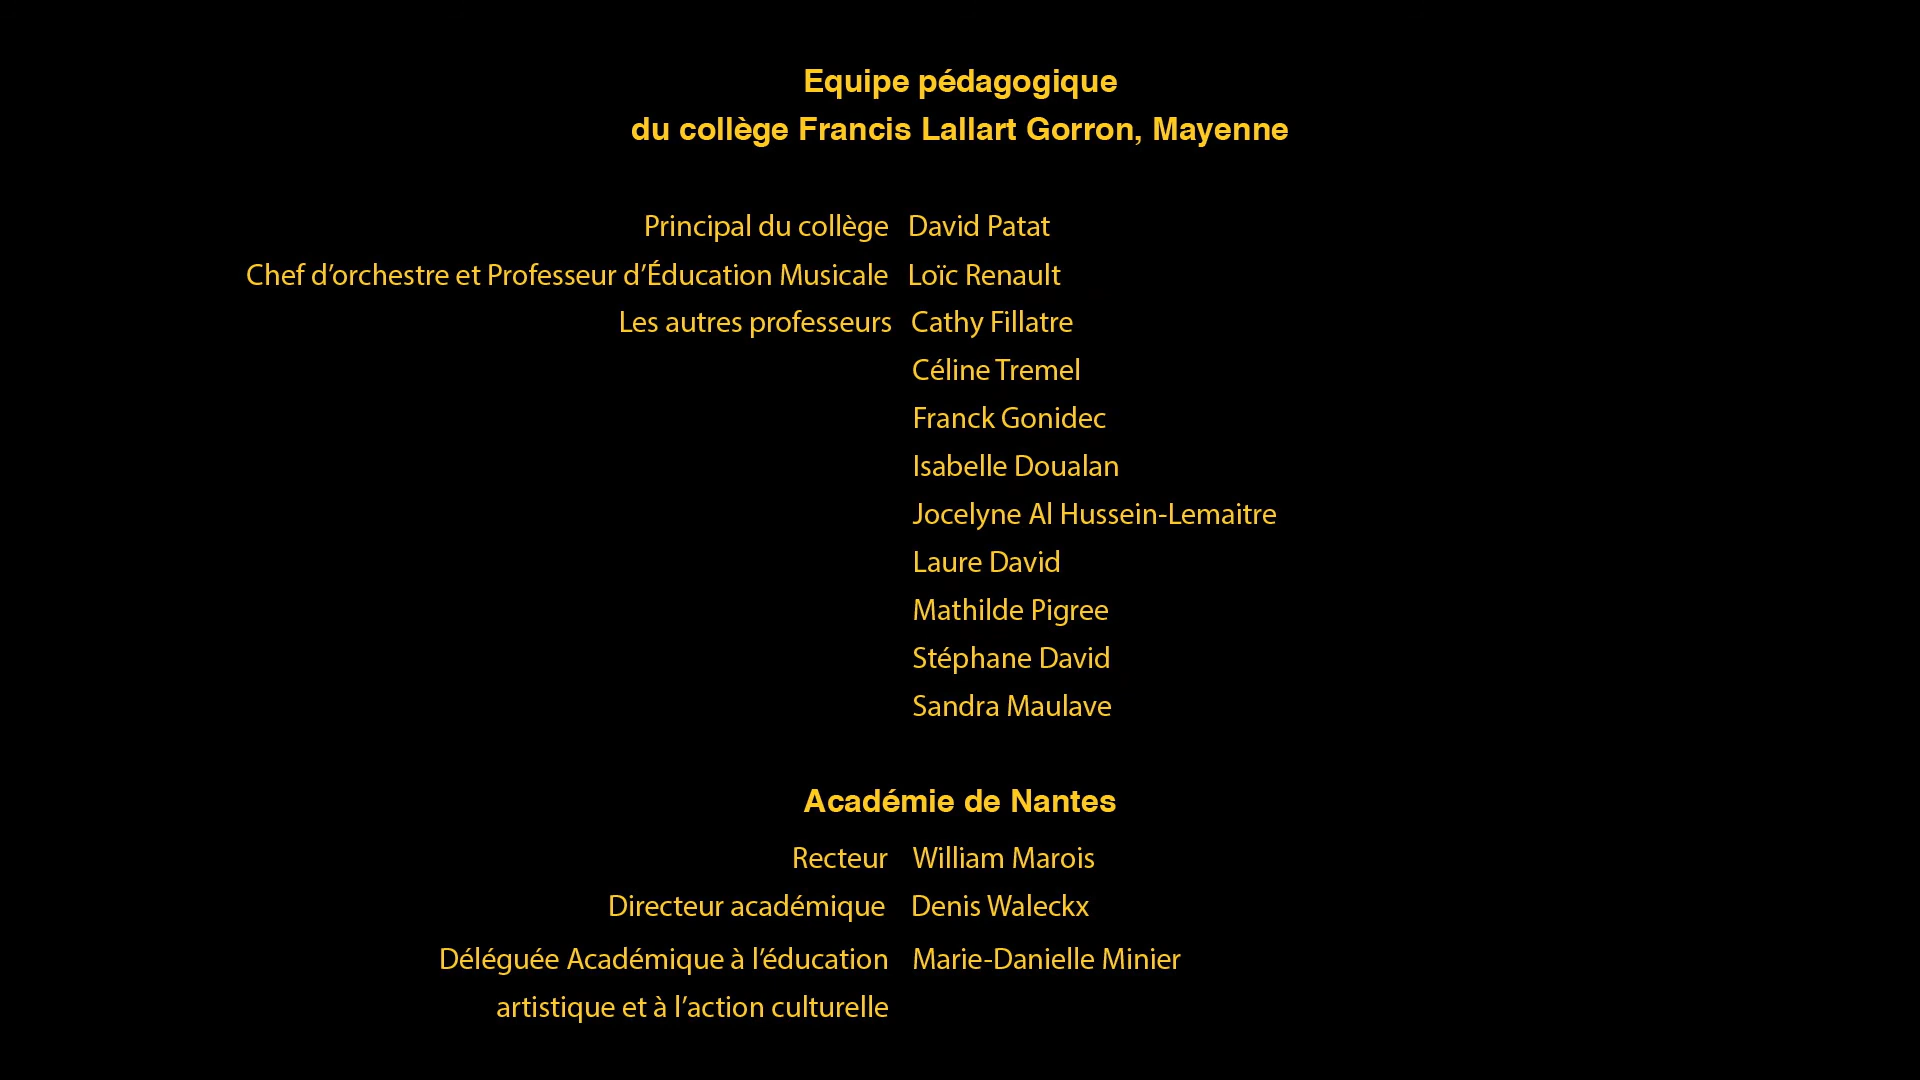 Equipe pédagogique
du collège Francis Lallart Gorron, Mayenne
Principal du collège David Patat
Chef d’orchestre et Professeur d’Éducation Musicale Loïc Renault
Les autres professeurs Cathy Fillatre
Céline Tremel
Franck Gonidec
Isabelle Doualan
Jocelyne Al Hussein-Lemaitre
Laure David
Mathilde Pigree
Stéphane David
Sandra Maulave
Académie de Nantes
Recteur William Marois
Directeur académique Denis Waleckx
Déléguée Académique à l’éducation Marie-Danielle Minier
artistique et à l’action culturelle